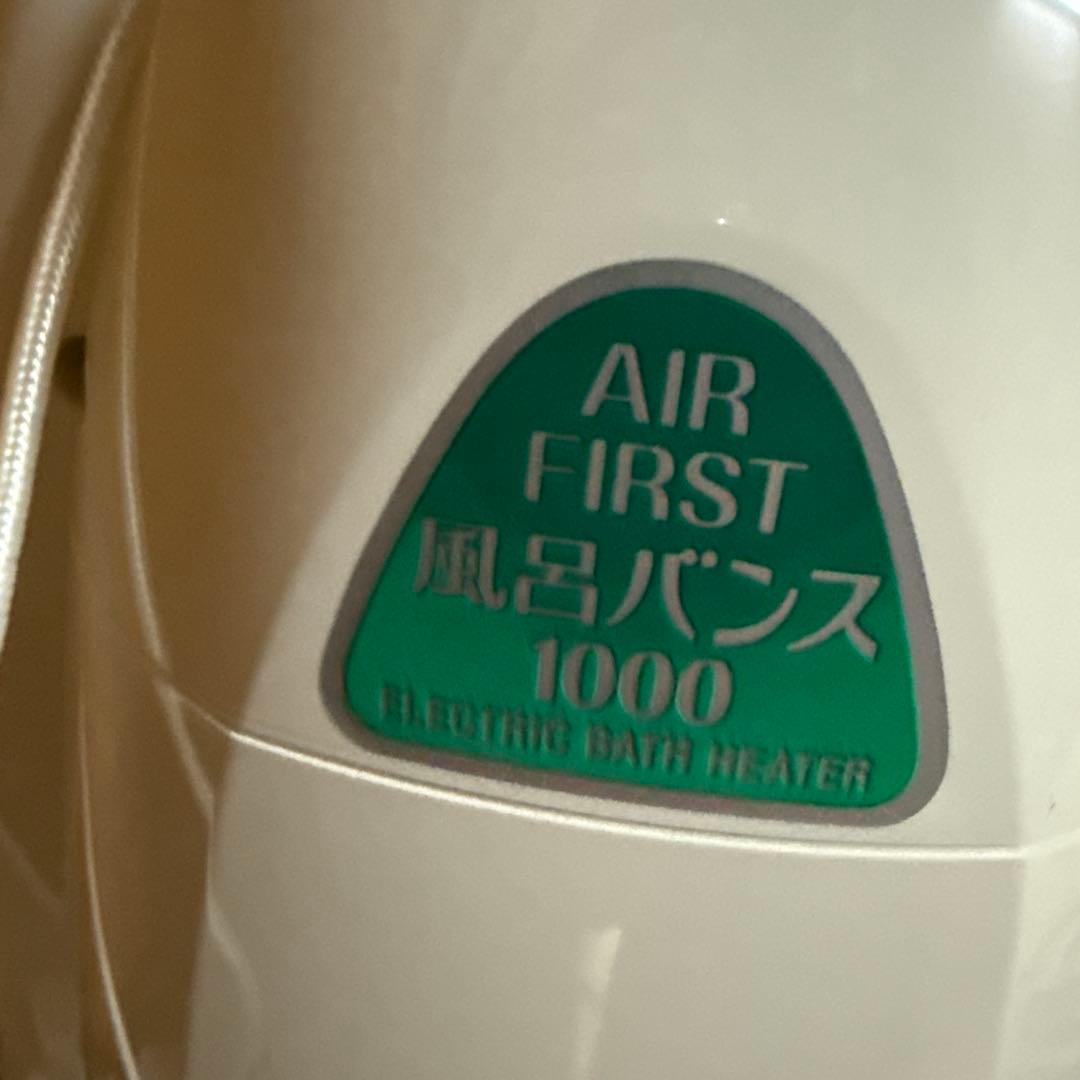 AIR
FIRST
風呂バンス
1000
ELECTRIC BATH HEATER